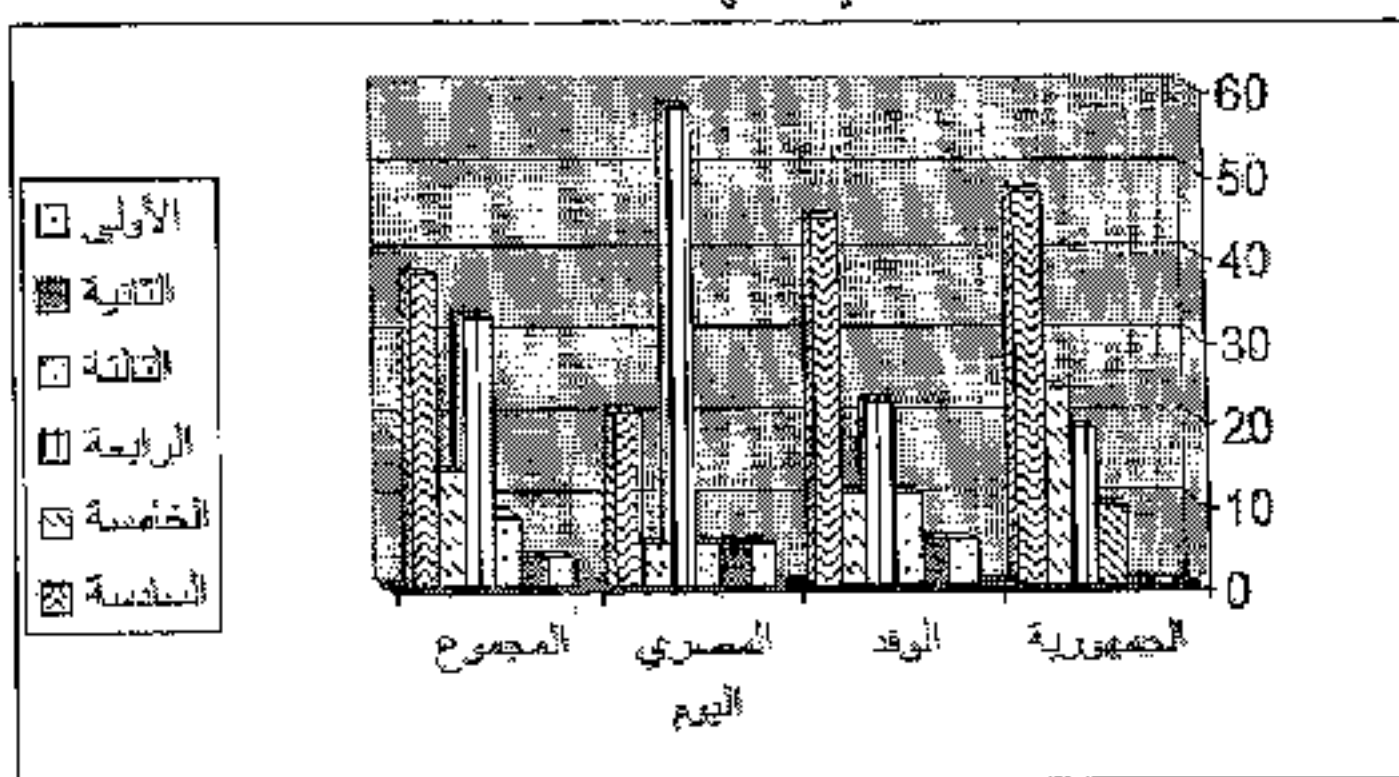 60
50
40
30
20
10
0
الأولى
الثانية
الثالثة
الرابعة
الخامسة
السادسة
الجمهورية
الوفد
المصري
اليوم
المجموع